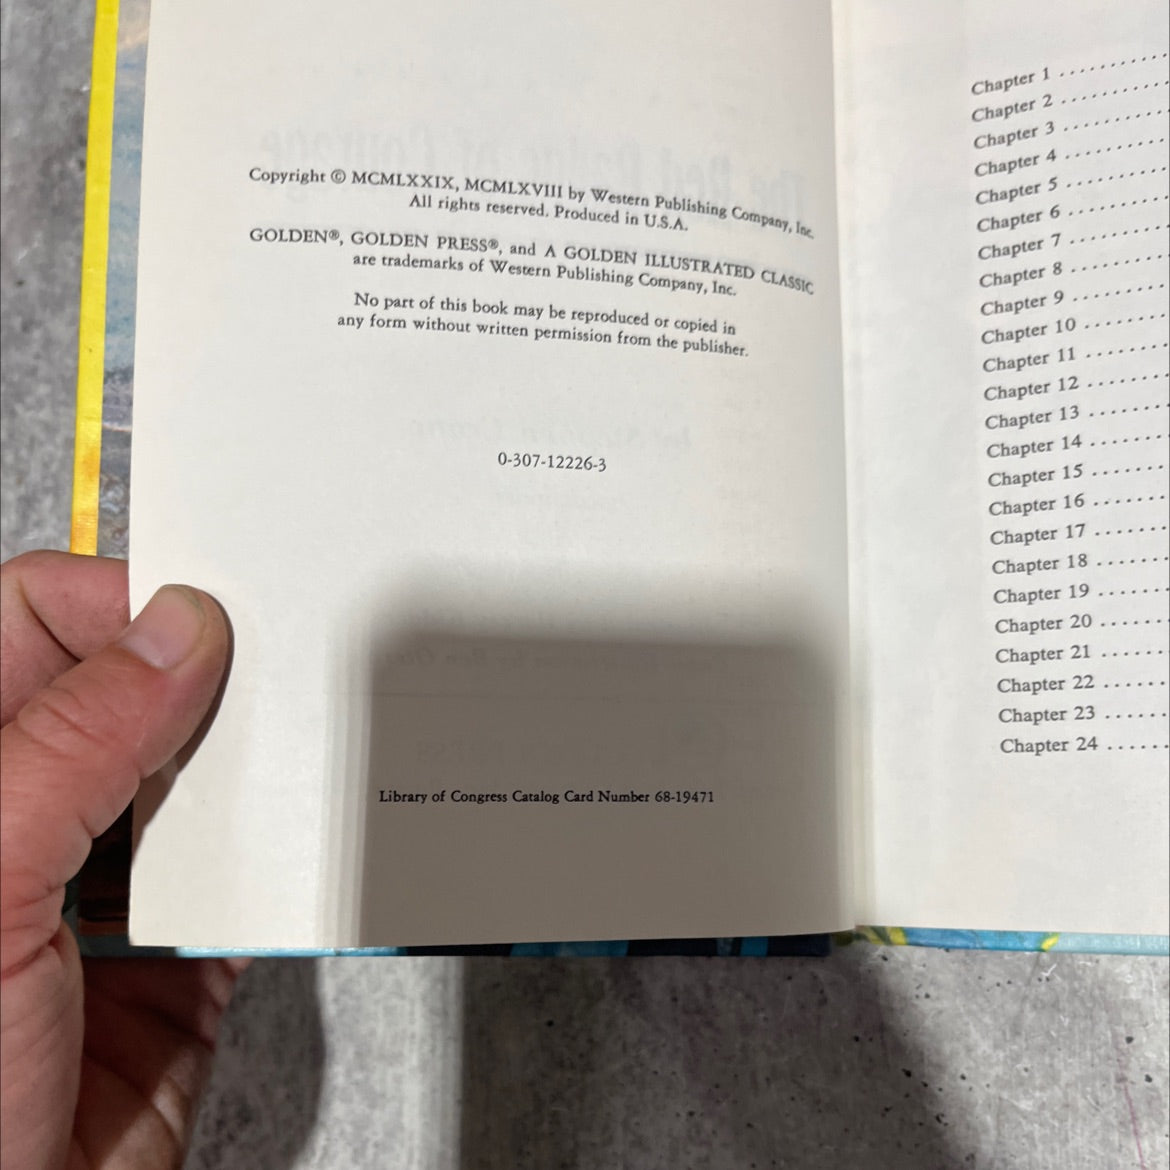 Copyright © MCMLXXIX, MCMLXVIII by Western Publishing Company, Inc.
All rights reserved. Produced in U.S.A.
GOLDEN®, GOLDEN PRESS®, and A GOLDEN ILLUSTRATED CLASSIC
are trademarks of Western Publishing Company, Inc.
No part of this book may be reproduced or copied in
any form without written permission from the publisher.
0-307-12226-3
Library of Congress Catalog Card Number 68-19471
Chapter 1 . . . . . . . . . .
Chapter 2 . . . . . . . . . .
Chapter 3 . . . . . . . . . .
Chapter 4 . . . . . . . . . .
Chapter 5 . . . . . . . . . .
Chapter 6 . . . . . . . . . .
Chapter 7 . . . . . . . . . .
Chapter 8 . . . . . . . . .
Chapter 9 . . . . . . . . .
Chapter 10 . . . . . . . .
Chapter 11 . . . . . . . .
Chapter 12 . . . . . . . .
Chapter 13 . . . . . . . .
Chapter 14 . . . . . . . .
Chapter 15 . . . . . . . .
Chapter 16 . . . . . . . .
Chapter 17 . . . . . . . .
Chapter 18 . . . . . . .
Chapter 19 . . . . . . .
Chapter 20 . . . . . . .
Chapter 21 . . . . . . .
Chapter 22 . . . . . .
Chapter 23 . . . . . .
Chapter 24 . . . . . .